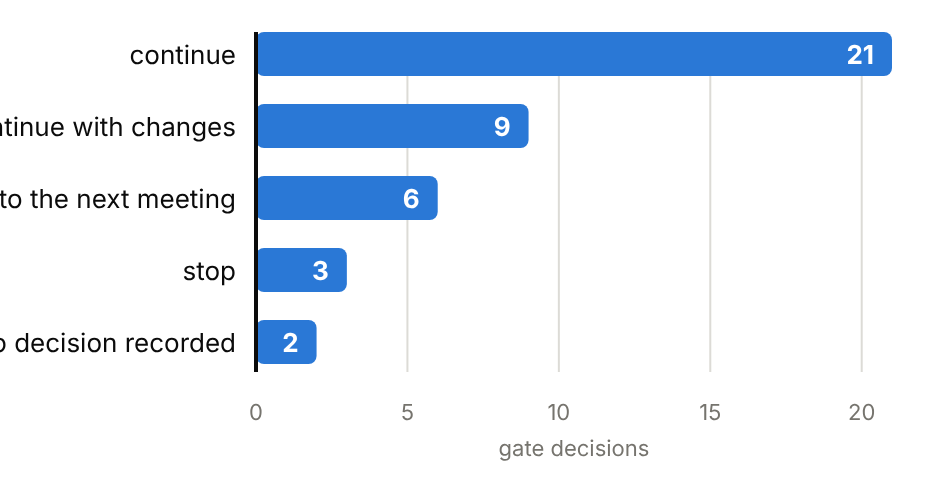 continue
21
with changes
9
to the next meeting
6
stop
3
decision recorded
2
0 5 10 15 20
gate decisions